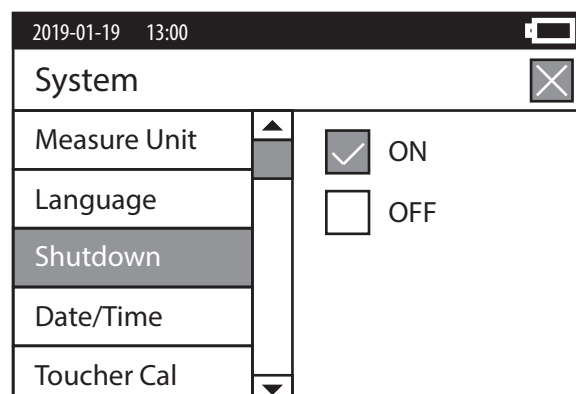 2019-01-19 13:00
System
Measure Unit
Language
Shutdown
Date/Time
Toucher Cal
ON
OFF